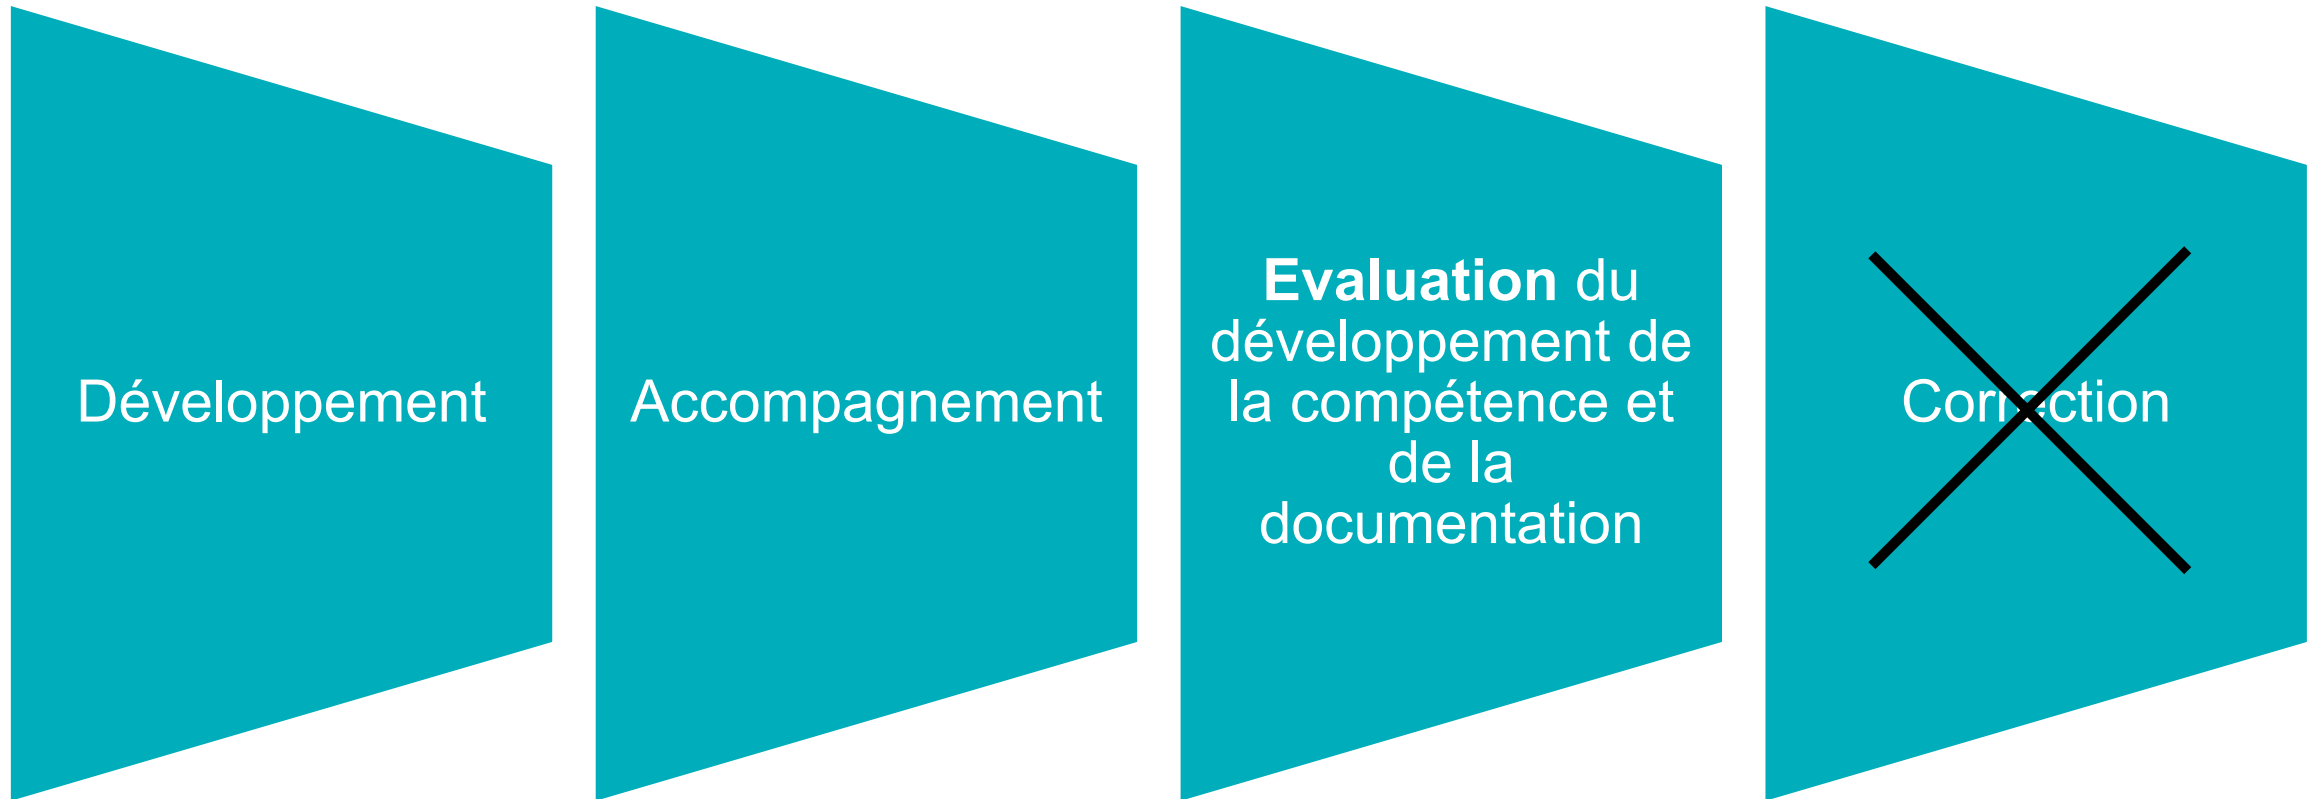 Développement
Accompagnement
Evaluation du
développement de
la compétence et
de la
documentation
Correction